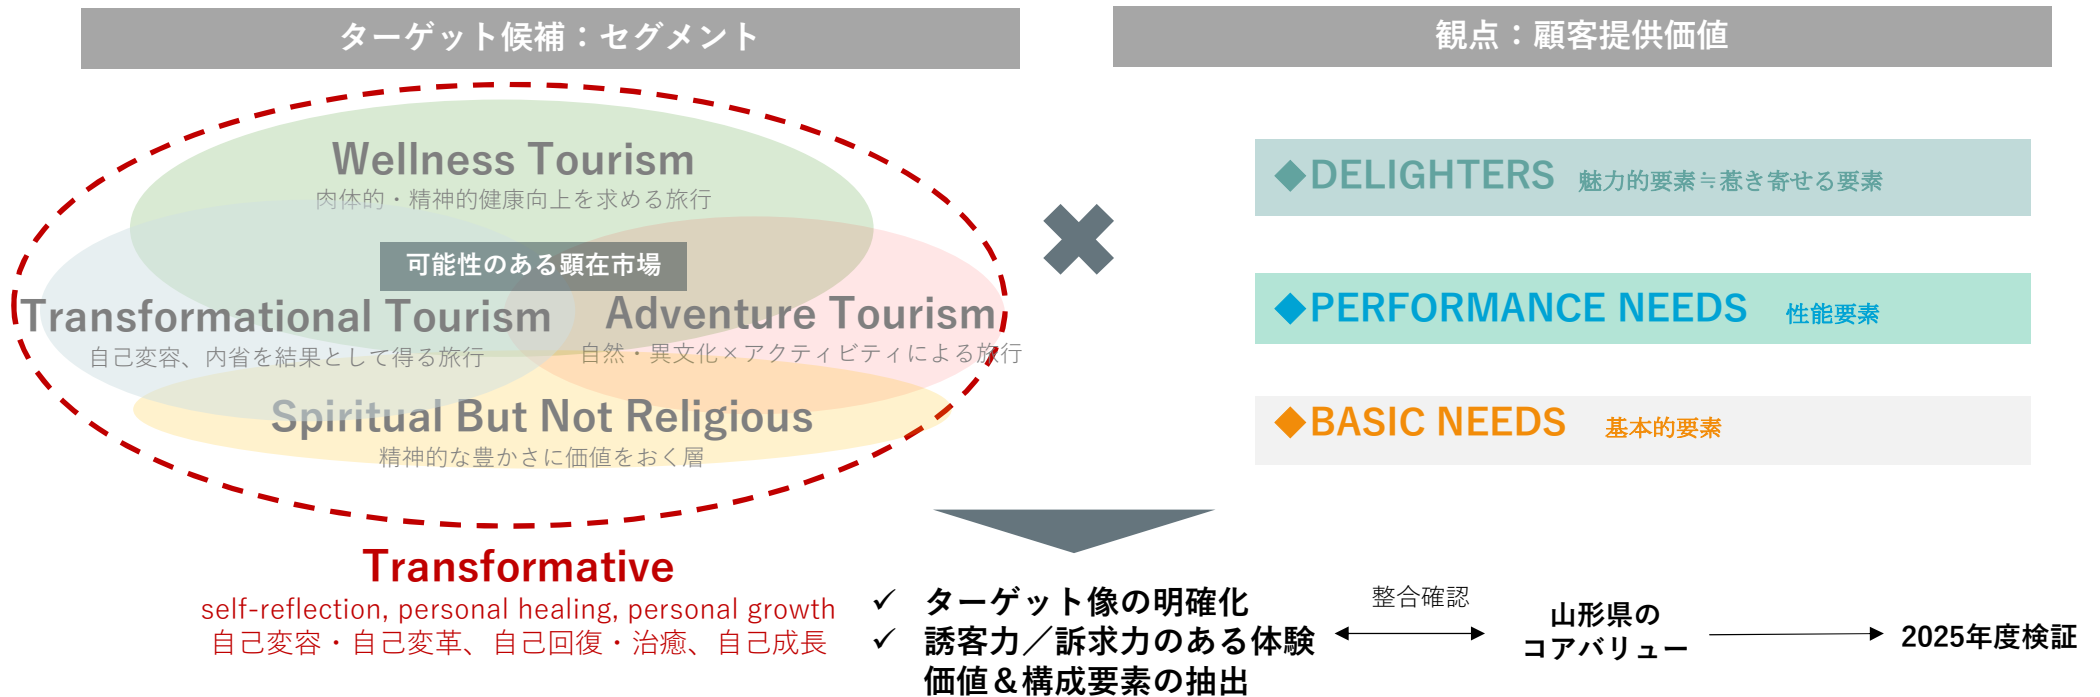 ターゲット候補：セグメント
Wellness Tourism
肉体的・精神的健康向上を求める旅行
可能性のある顕在市場
Transformational Tourism
自己変容、内省を結果として得る旅行
Adventure Tourism
自然・異文化×アクティビティによる旅行
Spiritual But Not Religious
精神的な豊かさに価値をおく層
Transformative
self-reflection, personal healing, personal growth
自己変容・自己変革、自己回復・治癒、自己成長
観点：顧客提供価値
◆DELIGHTERS 魅力的要素≒惹き寄せる要素
◆PERFORMANCE NEEDS 性能要素
◆BASIC NEEDS 基本的要素
✓ ターゲット像の明確化
✓ 誘客力／訴求力のある体験
価値＆構成要素の抽出
整合確認
山形県の
コアバリュー
2025年度検証